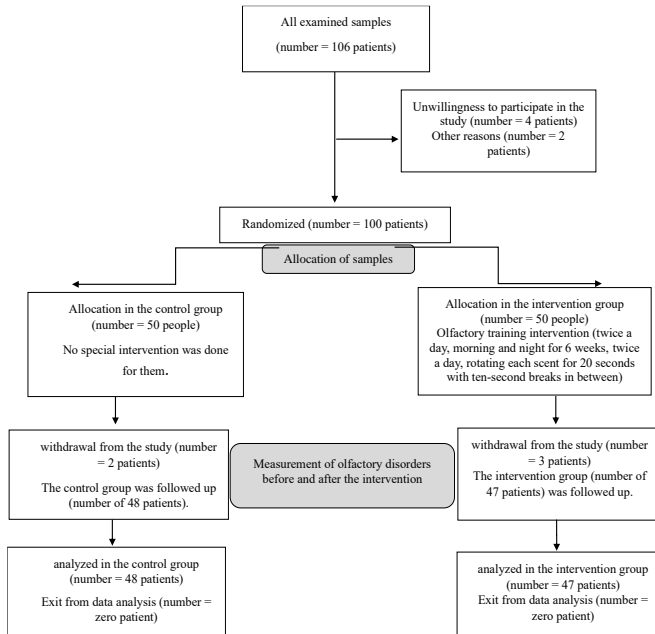 All examined samples
(number = 106 patients)
Unwillingness to participate in the
study (number = 4 patients)
Other reasons (number = 2
patients)
Randomized (number = 100 patients)
Allocation of samples
Allocation in the control group
(number = 50 people)
No special intervention was done
for them.
Allocation in the intervention group
(number = 50 people)
Olfactory training intervention (twice a
day, morning and night for 6 weeks, twice
a day, rotating each scent for 20 seconds
with ten-second breaks in between)
withdrawal from the study (number
= 2 patients)
The control group was followed up
(number of 48 patients).
Measurement of olfactory disorders
before and after the intervention
withdrawal from the study (number
= 3 patients)
The intervention group (number of
47 patients) was followed up.
analyzed in the control group
(number = 48 patients)
Exit from data analysis (number =
zero patient)
analyzed in the intervention group
(number = 47 patients)
Exit from data analysis (number =
zero patient)